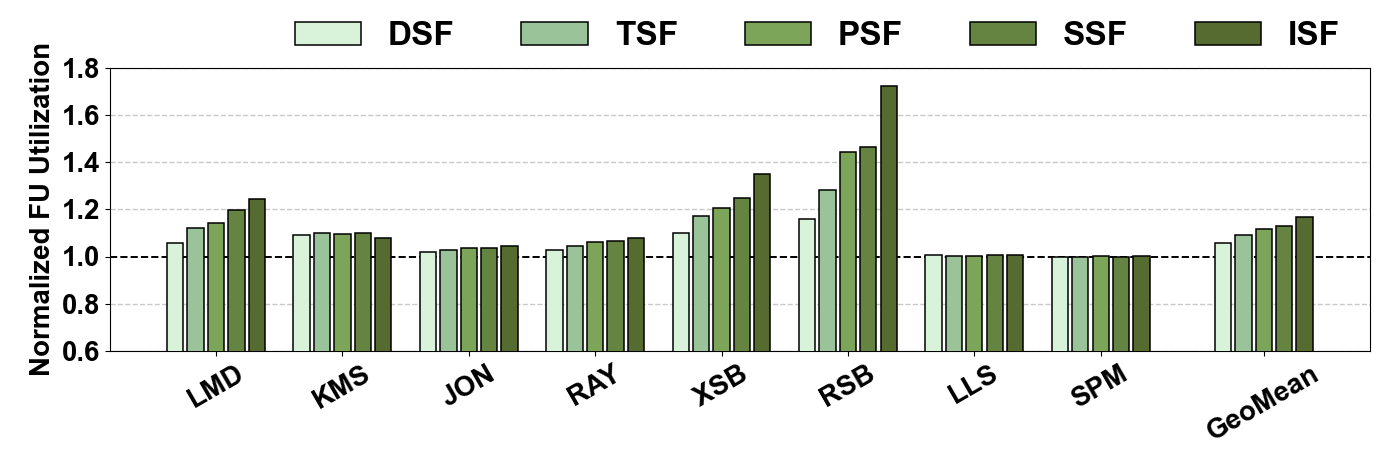 DSF TSF PSF SSF ISF
Normalized FU Utilization
1.8
1.6
1.4
1.2
1.0
0.8
0.6
LMD KMS JON RAY XSB RSB LLS SPM GeoMean